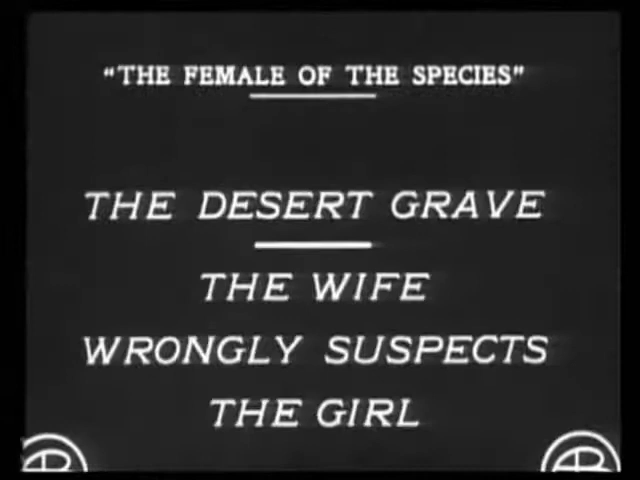 "THE FEMALE OF THE SPECIES"
THE DESERT GRAVE
THE WIFE
WRONGLY SUSPECTS
THE GIRL